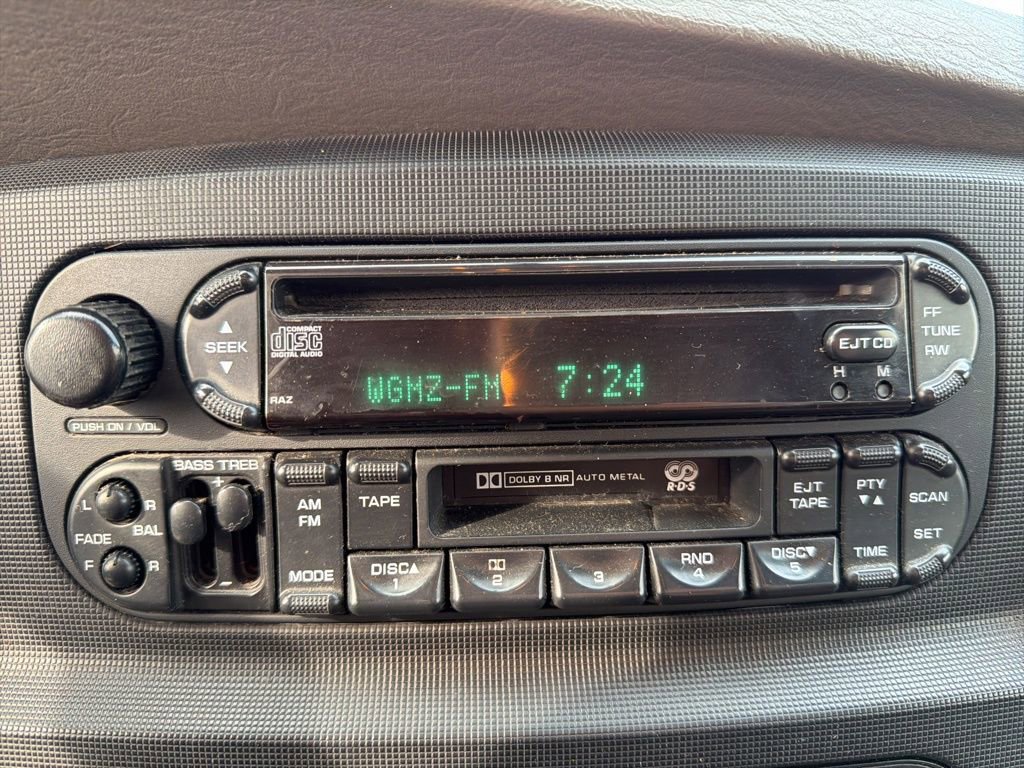 FF
TUNE
RW
▲
SEEK
▼
COMPACT
disc
DIGITAL AUDIO
EJT CD
H M
WGMZ-FM 7:24
RAZ
PUSH ON / VOL
BASS TREB
+
-
L R
BAL
FADE
F R
AM
FM
MODE
TAPE
DOLBY B NR AUTO METAL
R·D·S
EJT
TAPE
PTY
▼▲
TIME
SCAN
SET
DISC▲
1
2
3
RND
4
DISC▼
5